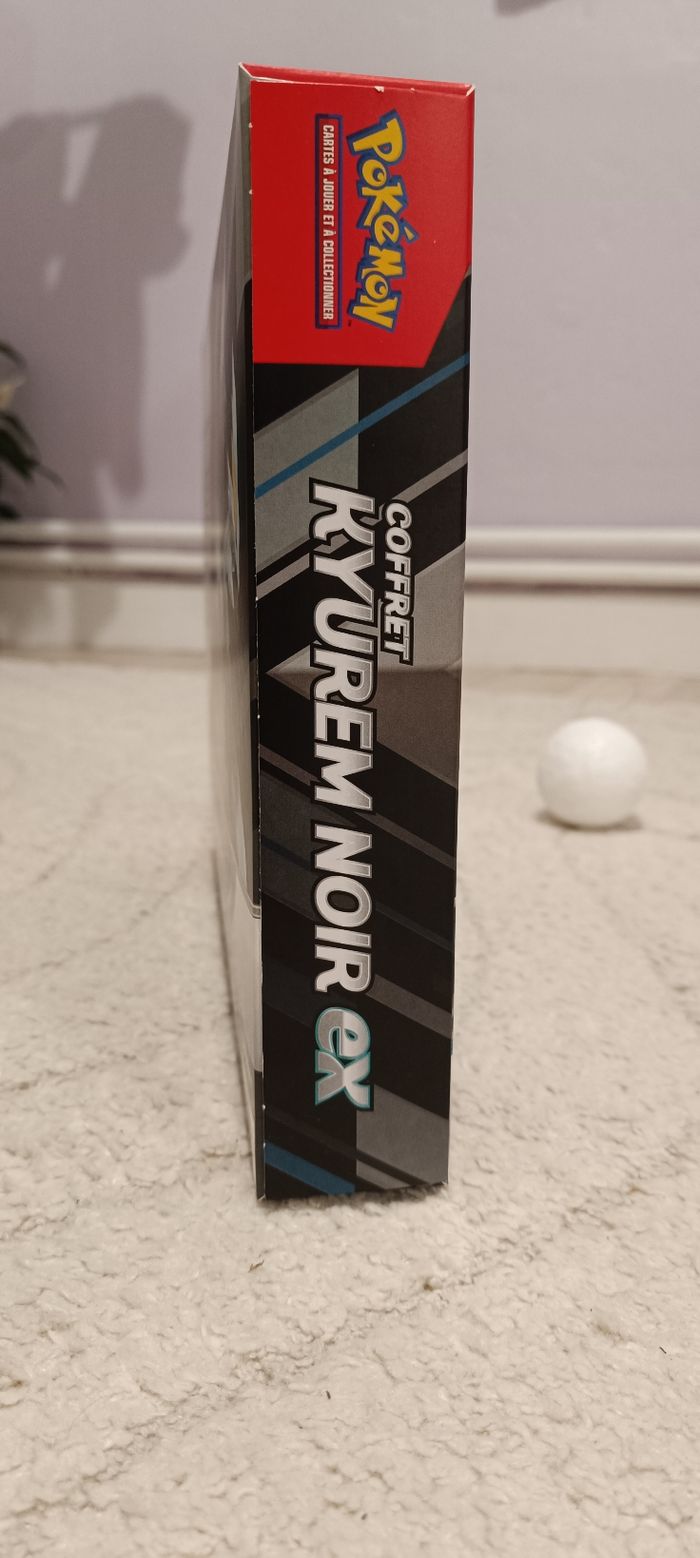 POKÉMON
CARTES À JOUER ET À COLLECTIONNER
COFFRET
KYUREM NOIR ex